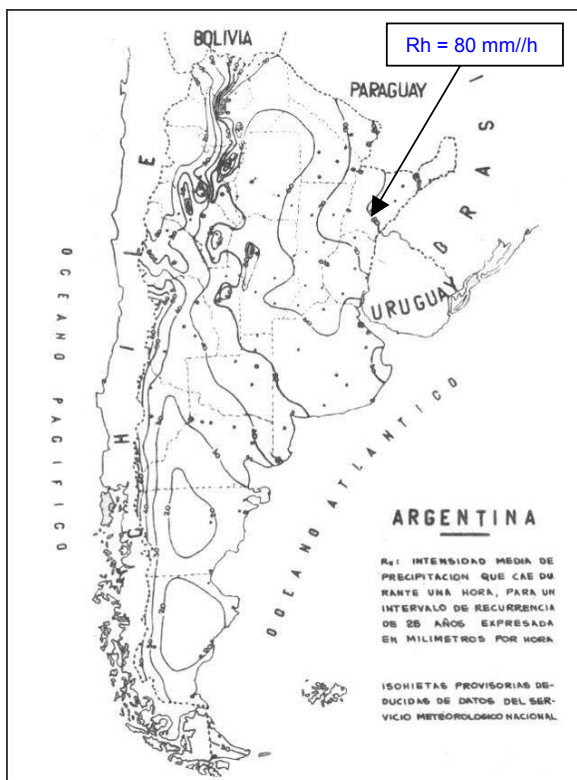 Rh = 80 mm//h
BOLIVIA
PARAGUAY
BRASI
URUGUAY
CHILE
OCEANO PACIFICO
OCEANO ATLANTICO
ARGENTINA
RH: INTENSIDAD MEDIA DE
PRECIPITACION QUE CAE DU
RANTE UNA HORA, PARA UN
INTERVALO DE RECURRENCIA
DE 25 AÑOS EXPRESADA
EN MILIMETROS POR HORA
ISOHIETAS PROVISORIAS DE-
DUCIDAS DE DATOS DEL SER-
VICIO METEOROLOGICO NACIONAL